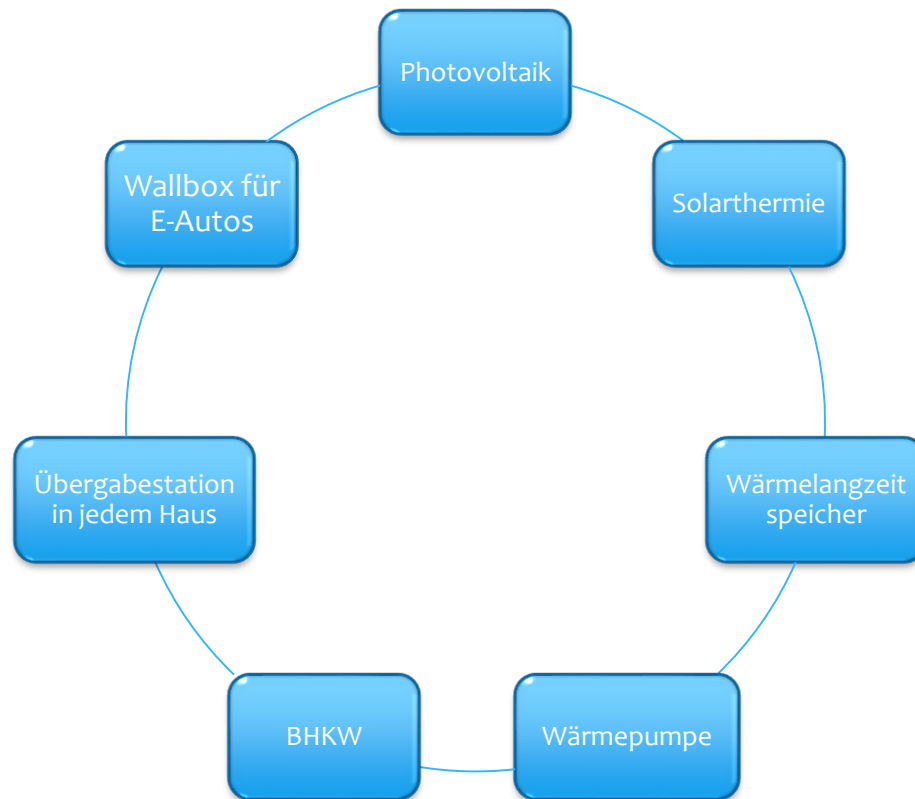 Photovoltaik
Solarthermie
Wärmelangzeit
speicher
Wärmepumpe
BHKW
Übergabestation
in jedem Haus
Wallbox für
E-Autos